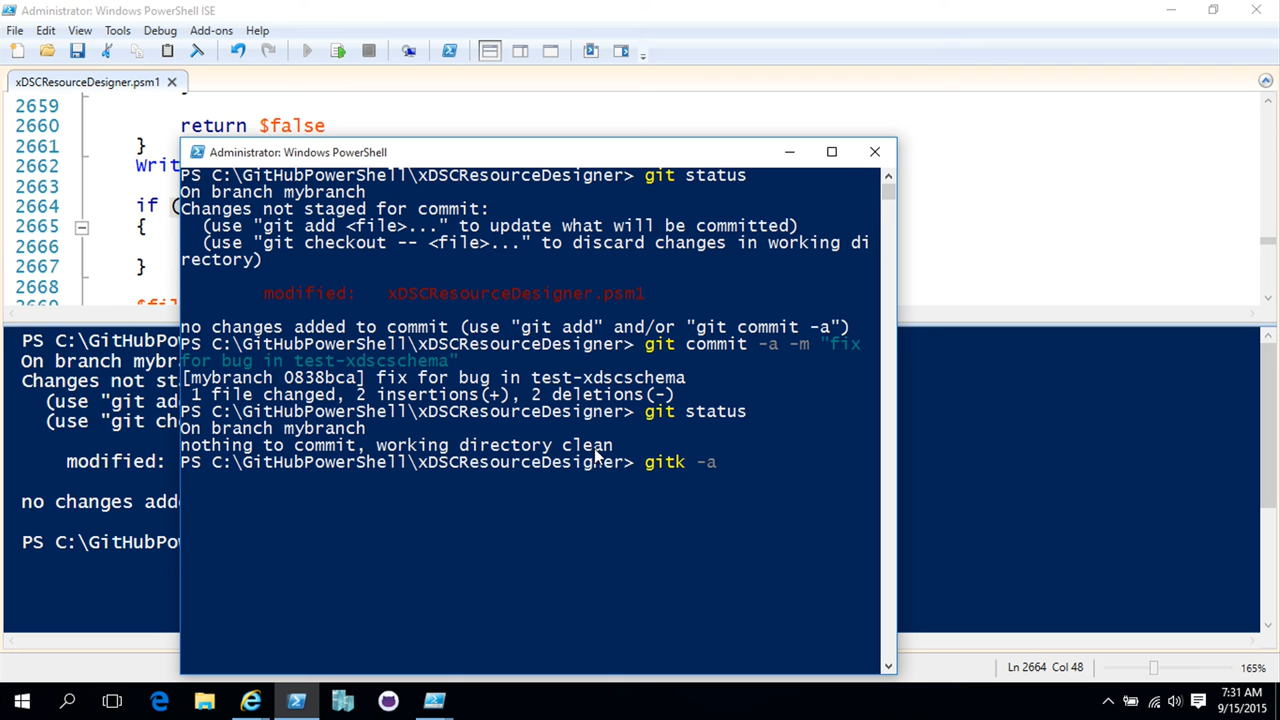 Administrator: Windows PowerShell ISE
File Edit View Tools Debug Add-ons Help
xDSCResourceDesigner.psm1
2659
2660 return $false
2661 }
2662 Writ
2664 if (
2665 {
2666
2667 }
2668
$fil
Administrator: Windows PowerShell
PS C:\GitHubPowerShell\xDSCResourceDesigner> git status
On branch mybranch
Changes not staged for commit:
(use "git add <file>..." to update what will be committed)
(use "git checkout -- <file>..." to discard changes in working di
rectory)
modified: xDSCResourceDesigner.psm1
no changes added to commit (use "git add" and/or "git commit -a")
PS C:\GitHubPowerShell\xDSCResourceDesigner> git commit -a -m "fix
for bug in test-xdscschema"
[mybranch 0838bca] fix for bug in test-xdscschema
1 file changed, 2 insertions(+), 2 deletions(-)
PS C:\GitHubPowerShell\xDSCResourceDesigner> git status
On branch mybranch
nothing to commit, working directory clean
PS C:\GitHubPowerShell\xDSCResourceDesigner> gitk -a
PS C:\GitHubPow
On branch mybr
Changes not st
(use "git ad
(use "git ch
modified:
no changes adde
PS C:\GitHubPow
Ln 2664 Col 48 165%
7:31 AM
9/15/2015